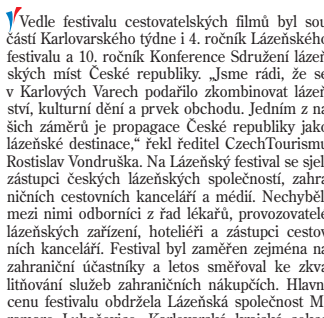 Vedle festivalu cestovatelských filmů byl sou
částí Karlovarského týdne i 4. ročník Lázeňského
festivalu a 10. ročník Konference Sdružení lázeň
ských míst České republiky. „Jsme rádi, že se
v Karlových Varech podařilo zkombinovat lázeň
ství, kulturní dění a prvek obchodu. Jedním z na
šich záměrů je propagace České republiky jako
lázeňské destinace,“ řekl ředitel CzechTourismu
Rostislav Vondruška. Na Lázeňský festival se sjel
zástupci českých lázeňských společností, zahra
ničních cestovních kanceláří a médií. Nechyběl
mezi nimi odborníci z řad lékařů, provozovatelé
lázeňských zařízení, hoteliéři a zástupci cestov
ních kanceláří. Festival byl zaměřen zejména na
zahraniční účastníky a letos směřoval ke zkva
litňování služeb zahraničních nákupčích. Hlavn
cenu festivalu obdržela Lázeňská společnost Mi